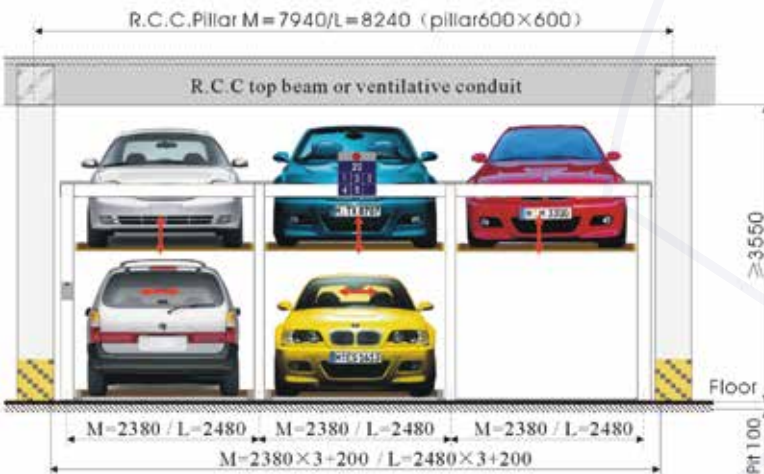 R.C.C.Pillar M=7940/L=8240 (pillar600×600)
R.C.C top beam or ventilative conduit
≥3550
Floor
M=2380 / L=2480
M=2380 / L=2480
M=2380 / L=2480
M=2380×3+200 / L=2480×3+200
Pit 100